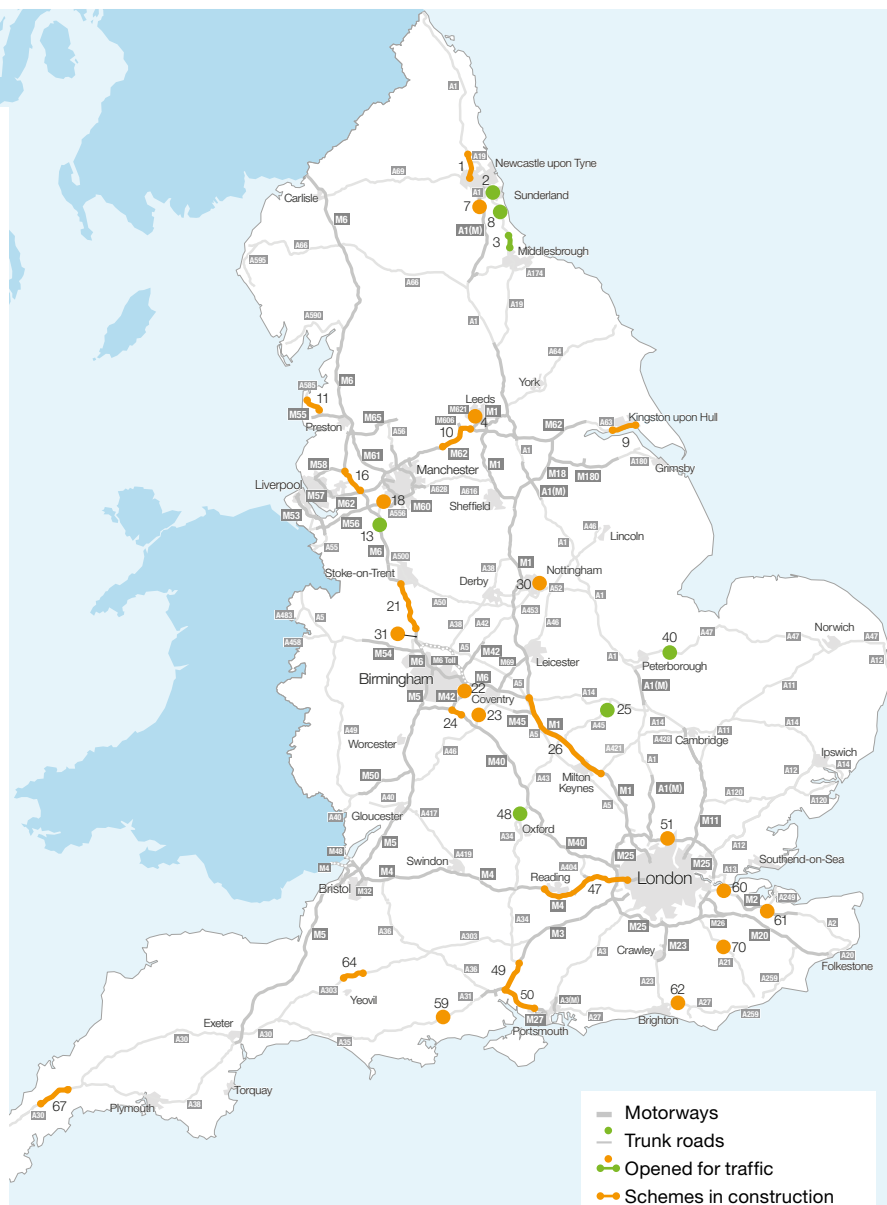 A1
1
A19
Newcastle upon Tyne
A69
2
A1
Sunderland
Carlisle
7
8
M6
A1(M)
3
Middlesbrough
A66
A595
A174
A66
A19
A590
A1
A64
York
A585
11
M6
Leeds
M621
M1
M55
M65
M606
4
A63
Kingston upon Hull
Preston
A56
10
M62
M62
9
M61
A1
M58
16
Manchester
M1
M18
A180
Grimsby
Liverpool
M57
A628
A616
A1(M)
M180
M62
18
M60
Sheffield
M53
M56
A556
13
A46
Lincoln
A55
M6
A1
A500
M1
Stoke-on-Trent
A38
Nottingham
Derby
30
A52
21
A50
A453
A1
A483
A5
A38
A42
A46
40
A47
Norwich
31
A458
A5
A47
A47
M54
M6
M6 Toll
M42
Leicester
A1
Peterborough
A12
M69
Birmingham
M6
A5
A14
A1(M)
A11
M5
M42
22
Coventry
25
24
23
M45
M1
A45
A14
A11
A14
A49
A5
A428
Cambridge
Worcester
A46
26
A421
Ipswich
M40
A1
A14
M50
A43
Milton
Keynes
A12
M1
A1(M)
A120
A40
A5
A120
Gloucester
A417
48
51
M11
A40
Oxford
M5
A34
M40
A12
M48
A419
M25
Swindon
M25
Southend-on-Sea
M4
M4
Reading
A404
A13
London
Bristol
M32
47
60
M4
M2
A249
61
A36
A34
M26
M5
M3
M25
A2
A303
M20
M23
70
A3
Crawley
A20
64
A36
49
A21
Folkestone
A303
A23
A259
Yeovil
A31
50
A3(M)
62
59
A27
Exeter
M27
A27
Brighton
A259
A30
A30
Portsmouth
A35
Torquay
67
Plymouth
A38
A30
Motorways
Trunk roads
Opened for traffic
Schemes in construction